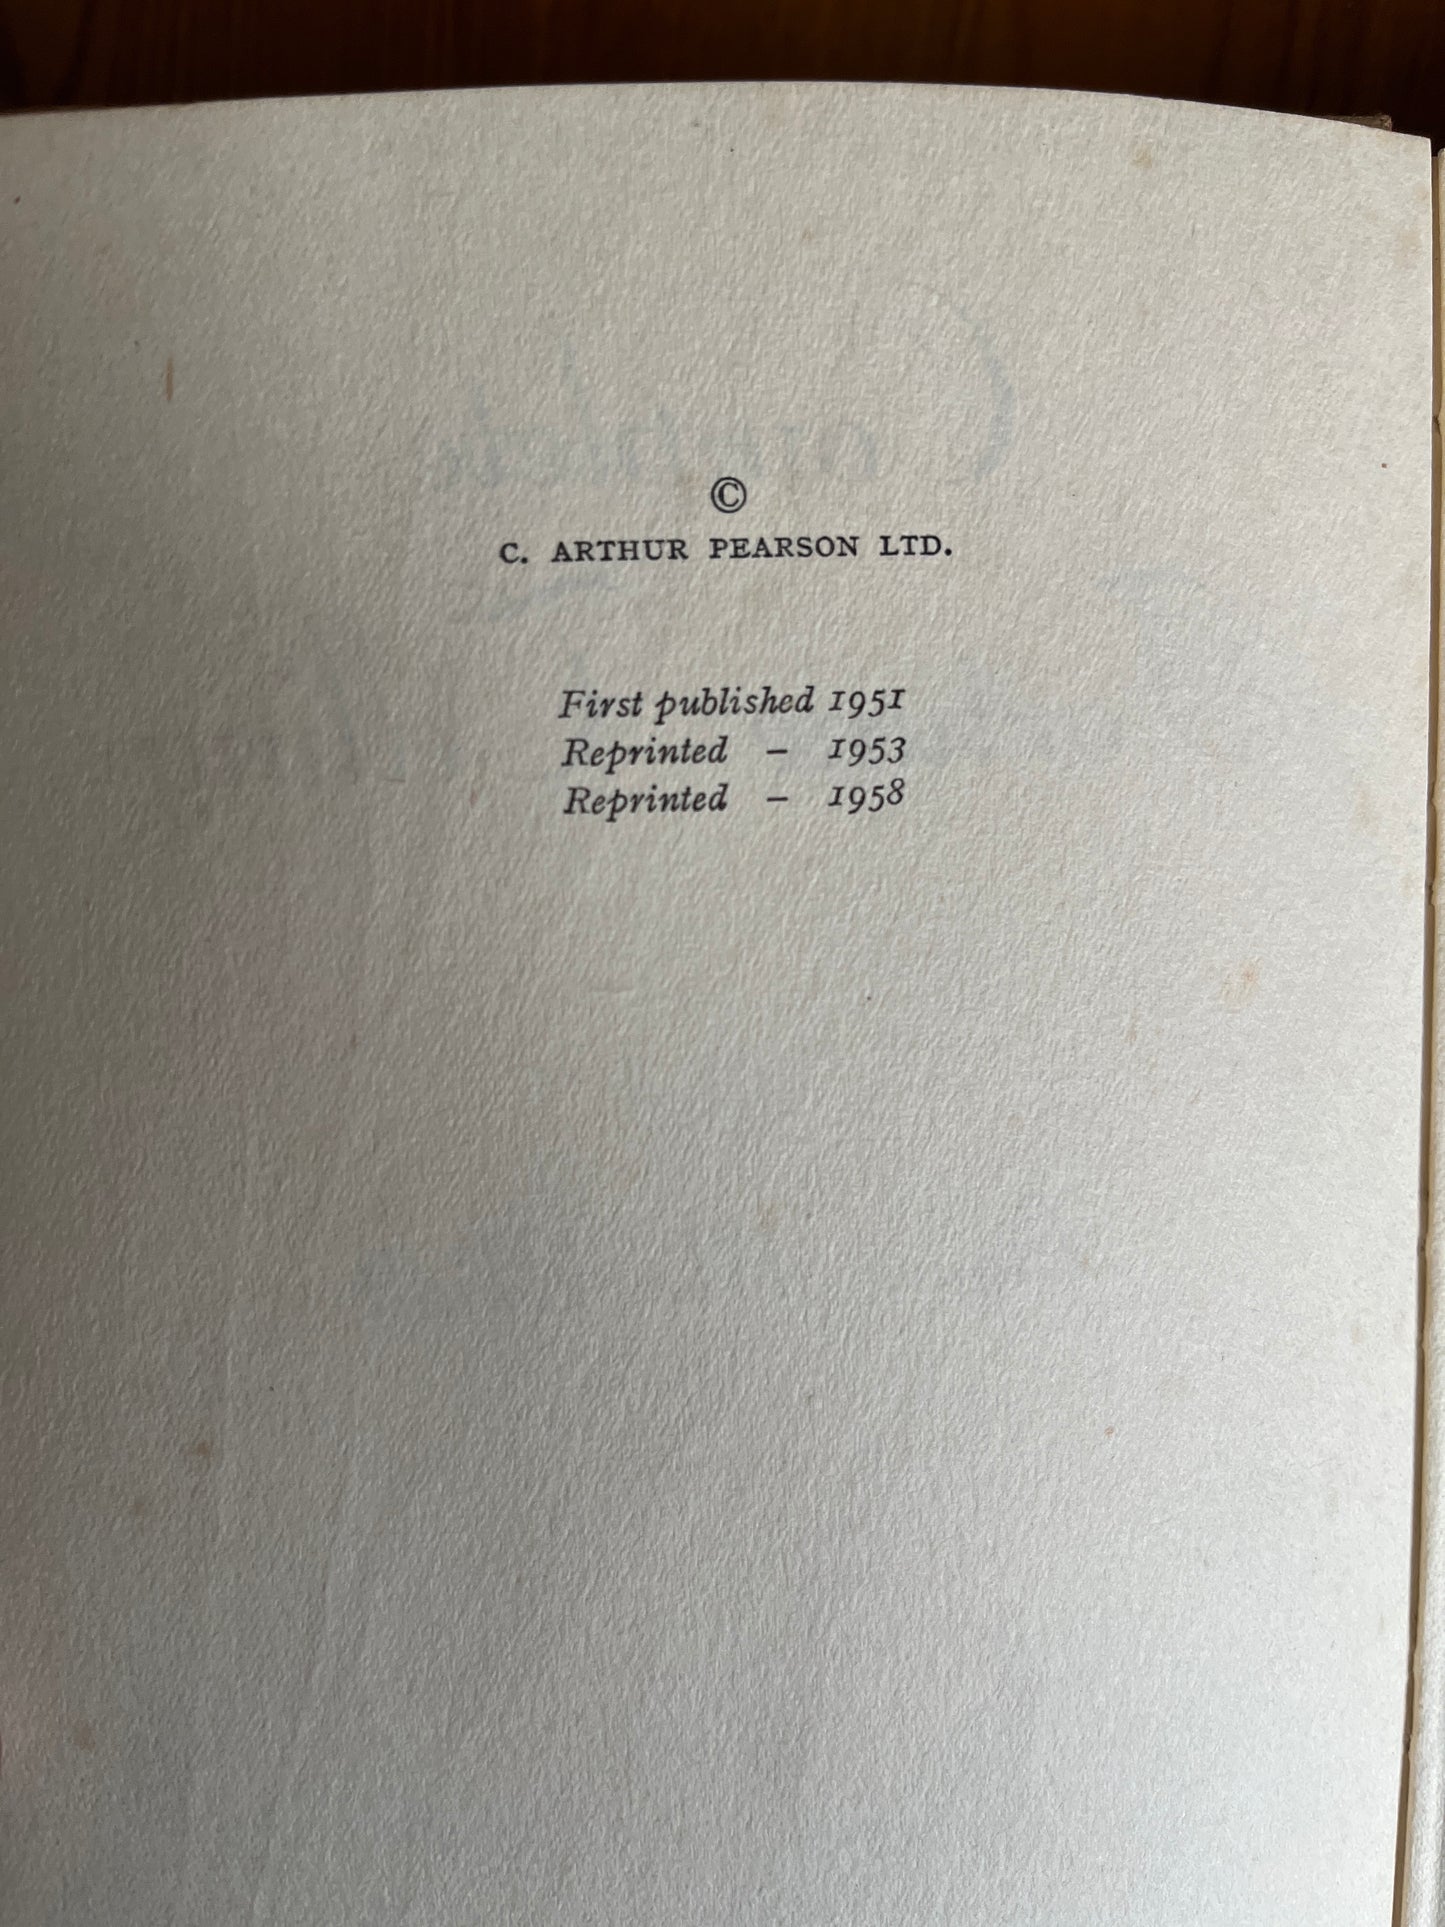 ©
C. ARTHUR PEARSON LTD.
First published 1951
Reprinted – 1953
Reprinted – 1958